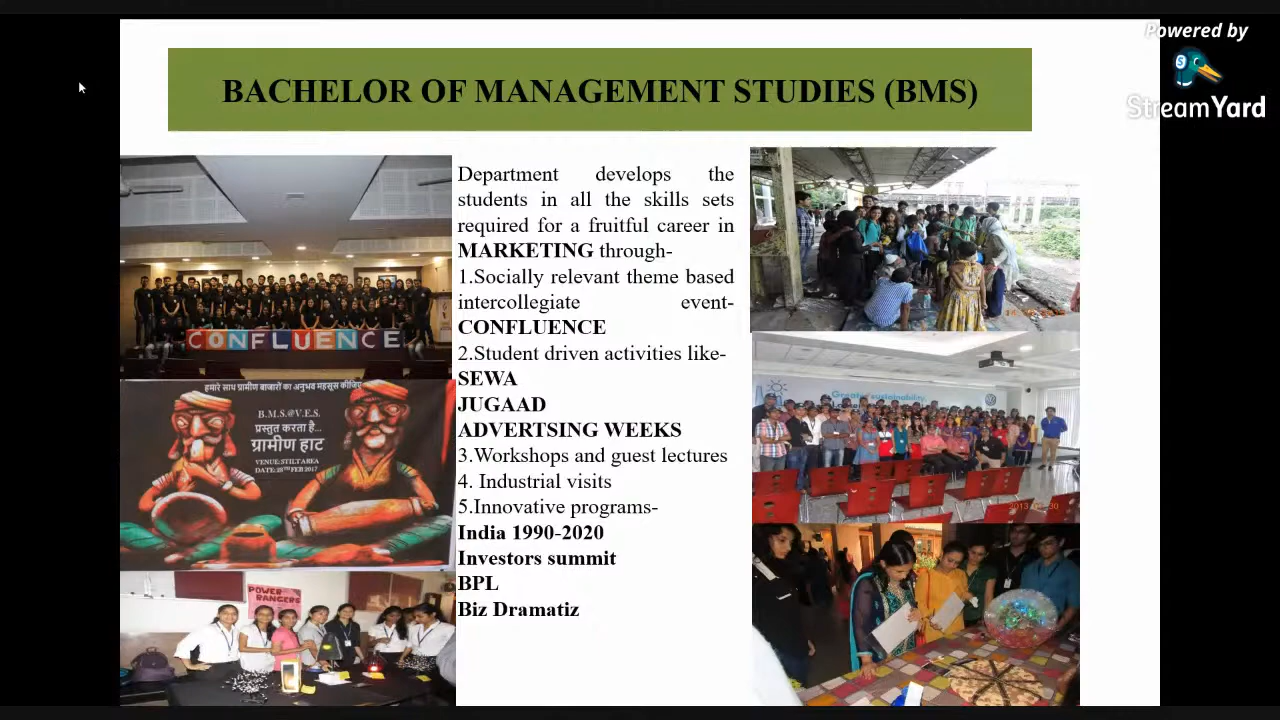 Powered by
StreamYard
BACHELOR OF MANAGEMENT STUDIES (BMS)
Department develops the
students in all the skills sets
required for a fruitful career in
MARKETING through-
1.Socially relevant theme based
intercollegiate event-
CONFLUENCE
2.Student driven activities like-
SEWA
JUGAAD
ADVERTSING WEEKS
3.Workshops and guest lectures
4. Industrial visits
5.Innovative programs-
India 1990-2020
Investors summit
BPL
Biz Dramatiz
CONFLUENCE
हमारे साथ ग्रामीण बाजारों का अनुभव महसूस कीजिए
B.M.S.@V.E.S.
प्रस्तुत करता है...
ग्रामीण हाट
VENUE: STILT AREA
DATE: 28TH FEB 2017
POWER
RANGERS
Greater sustainability.